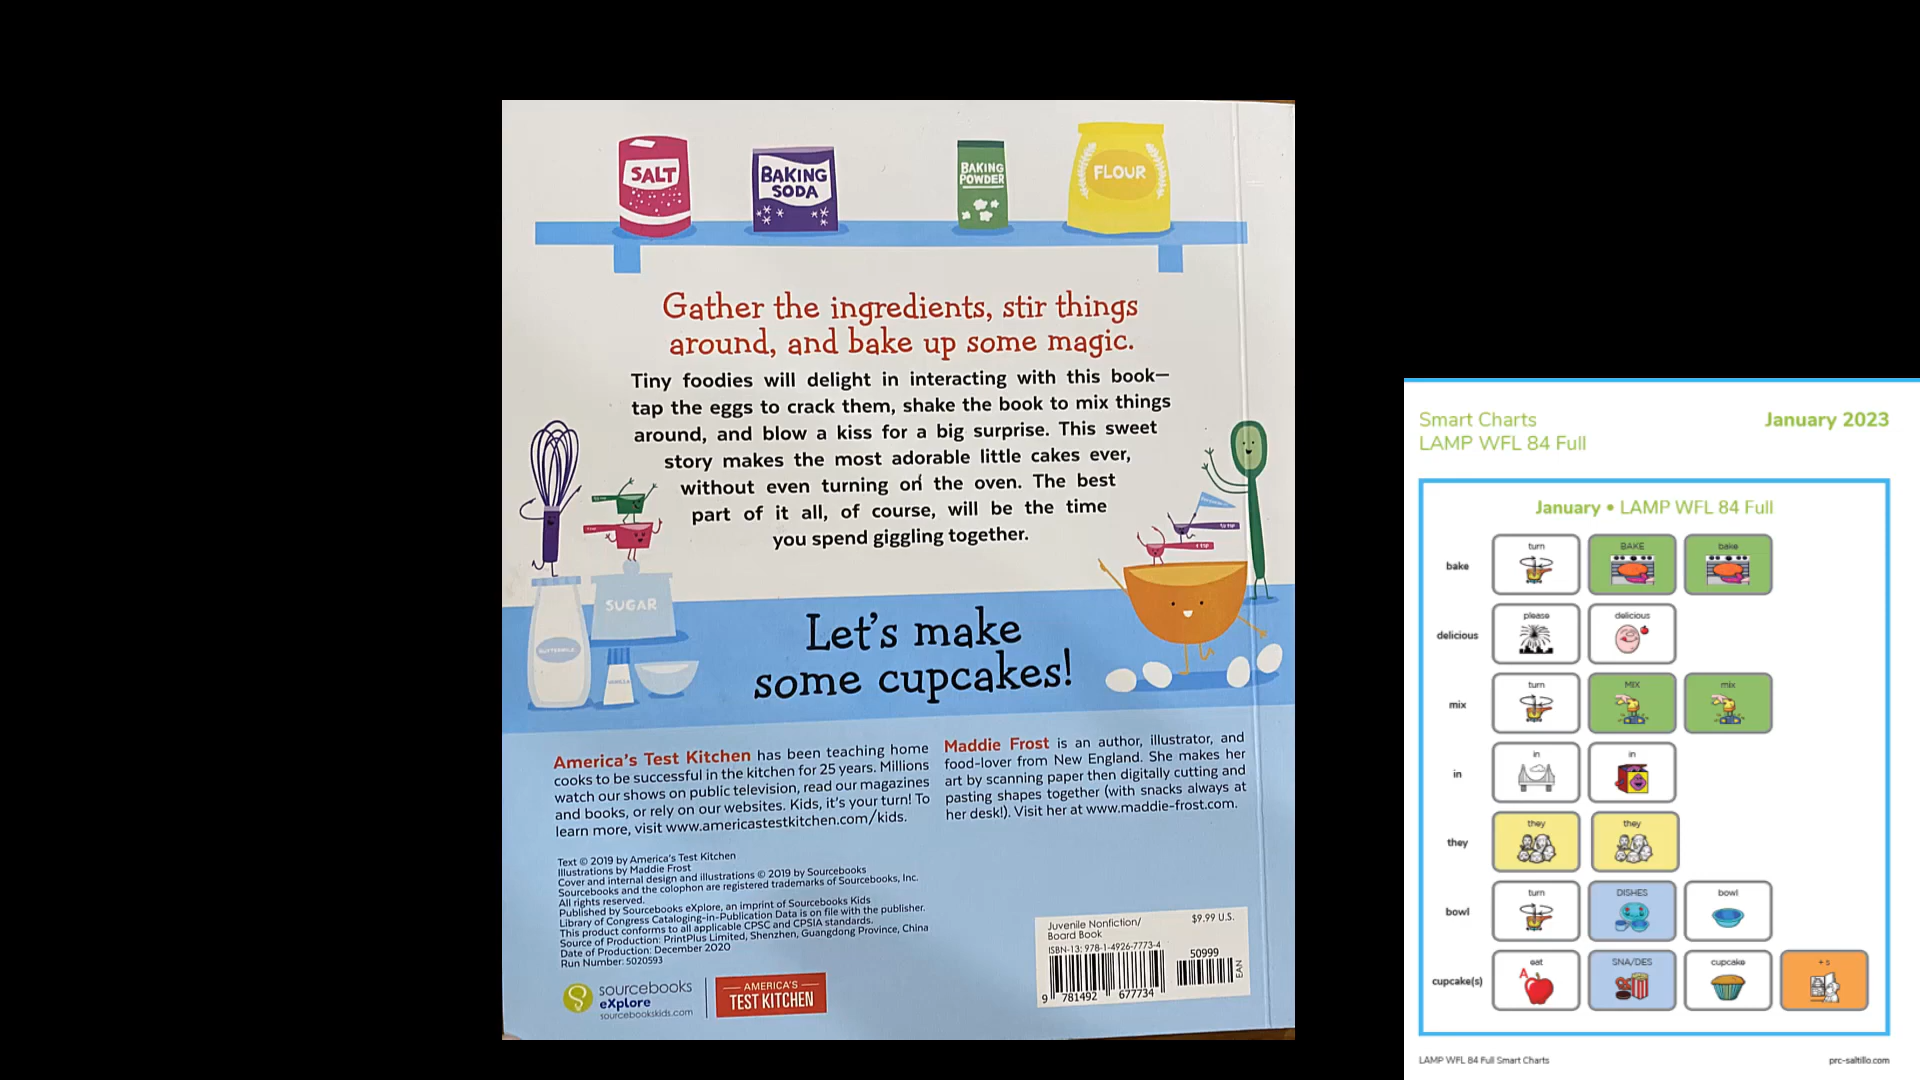 SALT
BAKING
SODA
BAKING
POWDER
FLOUR
Gather the ingredients, stir things
around, and bake up some magic.
Tiny foodies will delight in interacting with this book—
tap the eggs to crack them, shake the book to mix things
around, and blow a kiss for a big surprise. This sweet
story makes the most adorable little cakes ever,
without even turning on the oven. The best
part of it all, of course, will be the time
you spend giggling together.
SUGAR
BUTTERMILK
VANILLA
1 TSP
Let's make
some cupcakes!
America's Test Kitchen has been teaching home
cooks to be successful in the kitchen for 25 years. Millions
watch our shows on public television, read our magazines
and books, or rely on our websites. Kids, it's your turn! To
learn more, visit www.americastestkitchen.com/kids.
Maddie Frost is an author, illustrator, and
food-lover from New England. She makes her
art by scanning paper then digitally cutting and
pasting shapes together (with snacks always at
her desk!). Visit her at www.maddie-frost.com.
Text © 2019 by America's Test Kitchen
Illustrations by Maddie Frost
Cover and internal design and illustrations © 2019 by Sourcebooks
Sourcebooks and the colophon are registered trademarks of Sourcebooks, Inc.
All rights reserved.
Published by Sourcebooks eXplore, an imprint of Sourcebooks Kids
Library of Congress Cataloging-in-Publication Data is on file with the publisher.
This product conforms to all applicable CPSC and CPSIA standards.
Source of Production: PrintPlus Limited, Shenzhen, Guangdong Province, China
Date of Production: December 2020
Run Number: 5020593
sourcebooks
eXplore
sourcebookskids.com
AMERICA'S
TEST KITCHEN
Juvenile Nonfiction/
Board Book
$9.99 U.S.
ISBN-13: 978-1-4926-7773-4
50999
EAN
9 781492 677734
Smart Charts
LAMP WFL 84 Full
January 2023
January • LAMP WFL 84 Full
bake turn BAKE bake
delicious please delicious
mix turn MIX mix
in in in
they they they
bowl turn DISHES bowl
cupcake(s) eat SNA/DES cupcake +s
A
LAMP WFL 84 Full Smart Charts
prc-saltillo.com